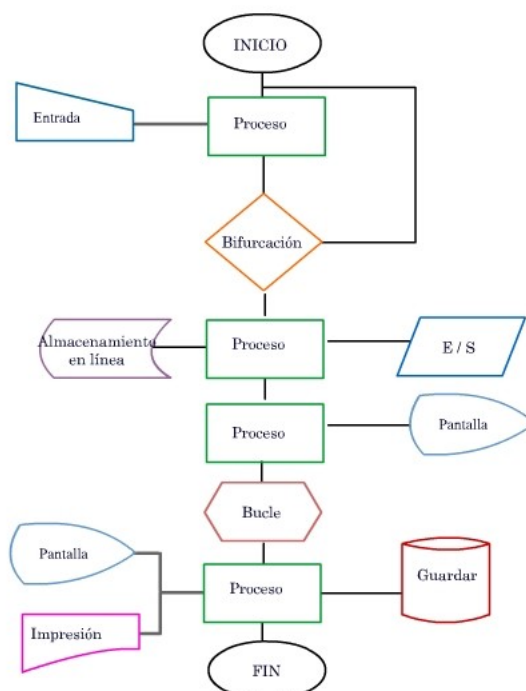 INICIO
Entrada
Proceso
Bifurcación
Almacenamiento
en línea
Proceso
E / S
Proceso
Pantalla
Bucle
Pantalla
Proceso
Guardar
Impresión
FIN